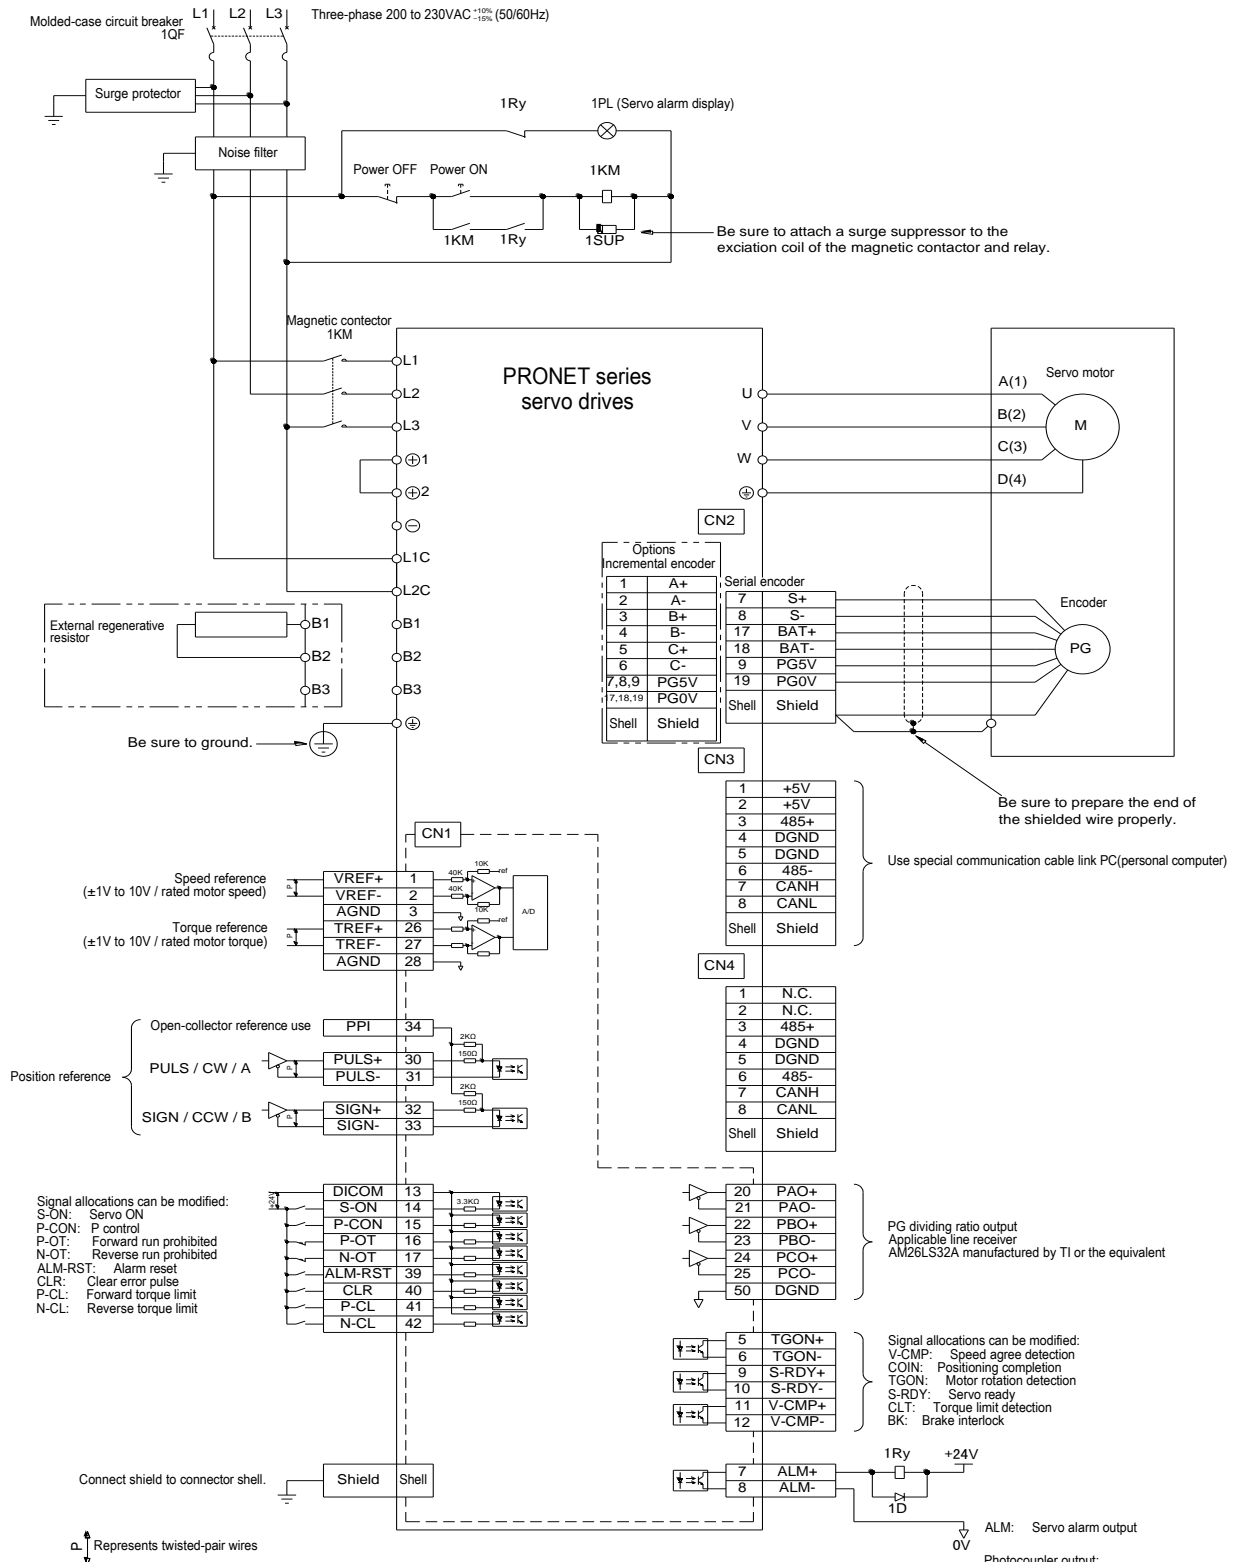 L1 L2 L3 Three-phase 200 to 230VAC +10% -15% (50/60Hz)
Molded-case circuit breaker
1QF
Surge protector
Noise filter
1Ry 1PL (Servo alarm display)
Power OFF Power ON 1KM
1KM 1Ry 1SUP
Be sure to attach a surge suppressor to the
exciation coil of the magnetic contactor and relay.
Magnetic contector
1KM
PRONET series
servo drives
L1
L2
L3
⊕1
⊕2
⊖
L1C
L2C
B1
B2
B3
External regenerative
resistor
B1
B2
B3
Be sure to ground.
U
V
W
A(1)
B(2)
C(3)
D(4)
Servo motor
M
CN2
Options
Incremental encoder
1 A+
2 A-
3 B+
4 B-
5 C+
6 C-
7,8,9 PG5V
17,18,19 PG0V
Shell Shield
Serial encoder
7 S+
8 S-
17 BAT+
18 BAT-
9 PG5V
19 PG0V
Shell Shield
Encoder
PG
Be sure to prepare the end of
the shielded wire properly.
CN3
1 +5V
2 +5V
3 485+
4 DGND
5 DGND
6 485-
7 CANH
8 CANL
Shell Shield
Use special communication cable link PC(personal computer)
CN4
1 N.C.
2 N.C.
3 485+
4 DGND
5 DGND
6 485-
7 CANH
8 CANL
Shell Shield
CN1
Speed reference
(±1V to 10V / rated motor speed)
P
Torque reference
(±1V to 10V / rated motor torque)
P
VREF+ 1
VREF- 2
AGND 3
TREF+ 26
TREF- 27
AGND 28
10K
40K
ref
40K
10K
ref
A/D
Position reference
Open-collector reference use
PULS / CW / A
P
SIGN / CCW / B
P
PPI 34
PULS+ 30
PULS- 31
SIGN+ 32
SIGN- 33
2KΩ
150Ω
2KΩ
150Ω
Signal allocations can be modified:
S-ON: Servo ON
P-CON: P control
P-OT: Forward run prohibited
N-OT: Reverse run prohibited
ALM-RST: Alarm reset
CLR: Clear error pulse
P-CL: Forward torque limit
N-CL: Reverse torque limit
+24V
DICOM 13
S-ON 14
P-CON 15
P-OT 16
N-OT 17
ALM-RST 39
CLR 40
P-CL 41
N-CL 42
3.3KΩ
20 PAO+
21 PAO-
22 PBO+
23 PBO-
24 PCO+
25 PCO-
50 DGND
PG dividing ratio output
Applicable line receiver
AM26LS32A manufactured by TI or the equivalent
5 TGON+
6 TGON-
9 S-RDY+
10 S-RDY-
11 V-CMP+
12 V-CMP-
Signal allocations can be modified:
V-CMP: Speed agree detection
COIN: Positioning completion
TGON: Motor rotation detection
S-RDY: Servo ready
CLT: Torque limit detection
BK: Brake interlock
7 ALM+
8 ALM-
1Ry +24V
1D
0V
ALM: Servo alarm output
Photocoupler output:
Connect shield to connector shell.
Shield Shell
P Represents twisted-pair wires